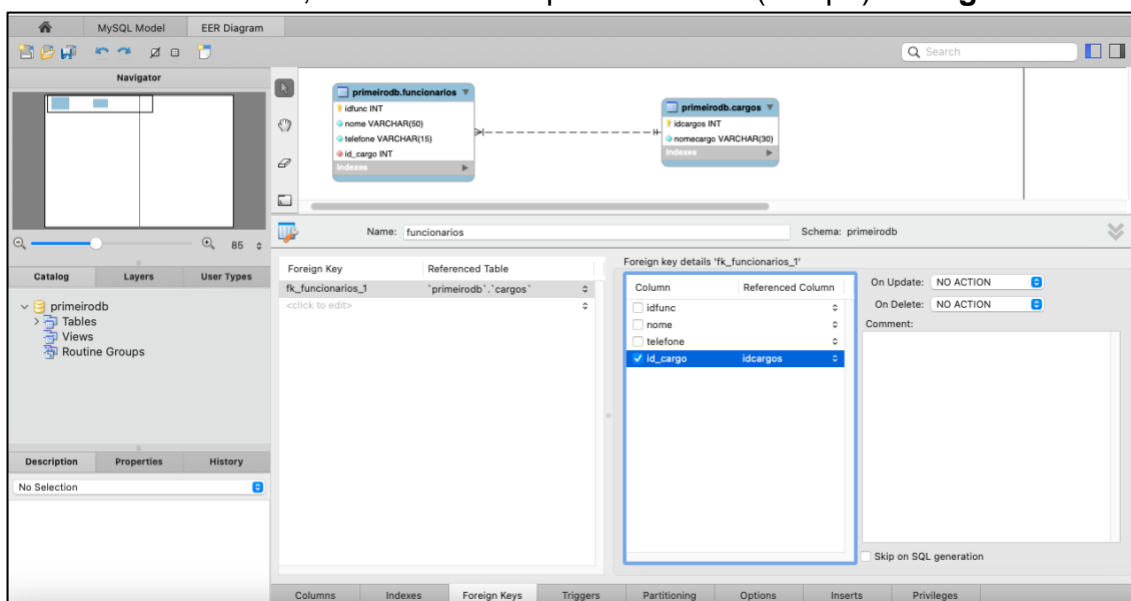 MySQL Model
EER Diagram
Search
Navigator
primeirodb.funcionarios
idfunc INT
nome VARCHAR(50)
telefone VARCHAR(15)
id_cargo INT
Indexes
primeirodb.cargos
idcargos INT
nomecargo VARCHAR(30)
Indexes
85
Name: funcionarios
Schema: primeirodb
Catalog
Layers
User Types
primeirodb
Tables
Views
Routine Groups
Foreign Key
Referenced Table
fk_funcionarios_1
`primeirodb`.`cargos`
<click to edit>
Foreign key details 'fk_funcionarios_1'
Column
Referenced Column
idfunc
nome
telefone
id_cargo
idcargos
On Update: NO ACTION
On Delete: NO ACTION
Comment:
Description
Properties
History
No Selection
Skip on SQL generation
Columns
Indexes
Foreign Keys
Triggers
Partitioning
Options
Inserts
Privileges